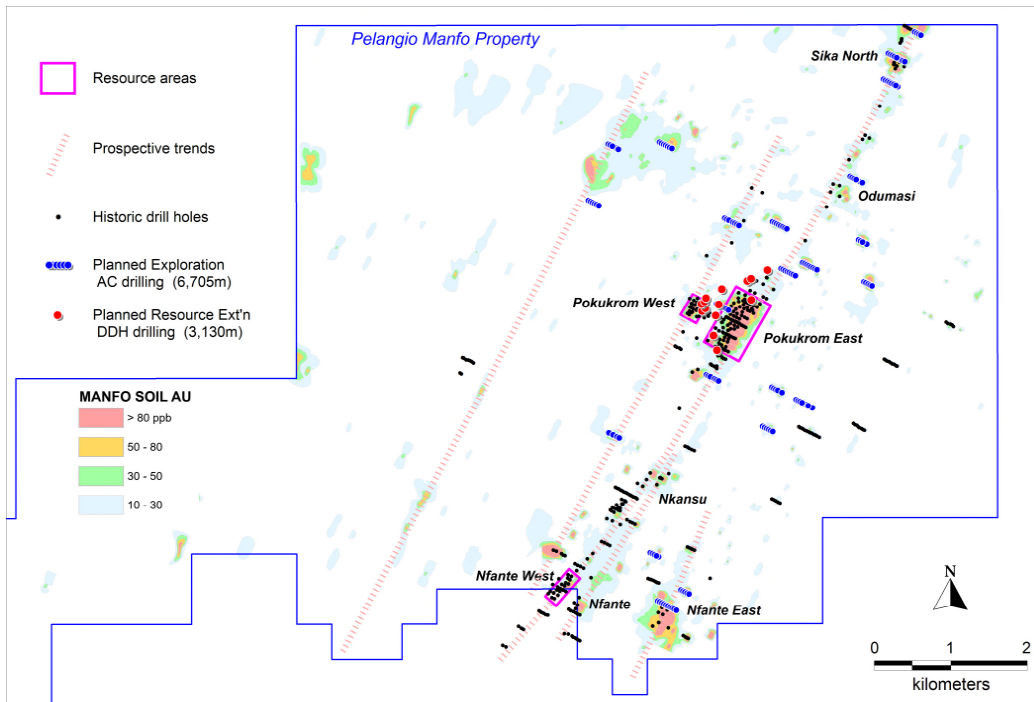 Pelangio Manfo Property
Resource areas
Prospective trends
Historic drill holes
Planned Exploration
AC drilling (6,705m)
Planned Resource Ext'n
DDH drilling (3,130m)
MANFO SOIL AU
> 80 ppb
50 - 80
30 - 50
10 - 30
Sika North
Odumasi
Pokukrom West
Pokukrom East
Nkansu
Nfante West
Nfante
Nfante East
N
0 1 2
kilometers